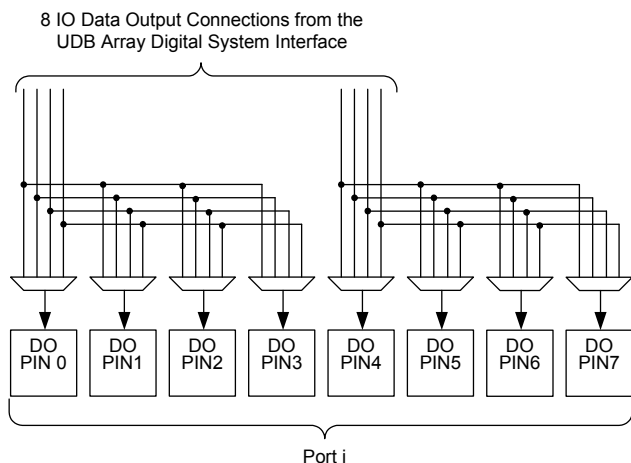 8 IO Data Output Connections from the
UDB Array Digital System Interface
DO
PIN 0
DO
PIN1
DO
PIN2
DO
PIN3
DO
PIN4
DO
PIN5
DO
PIN6
DO
PIN7
Port i